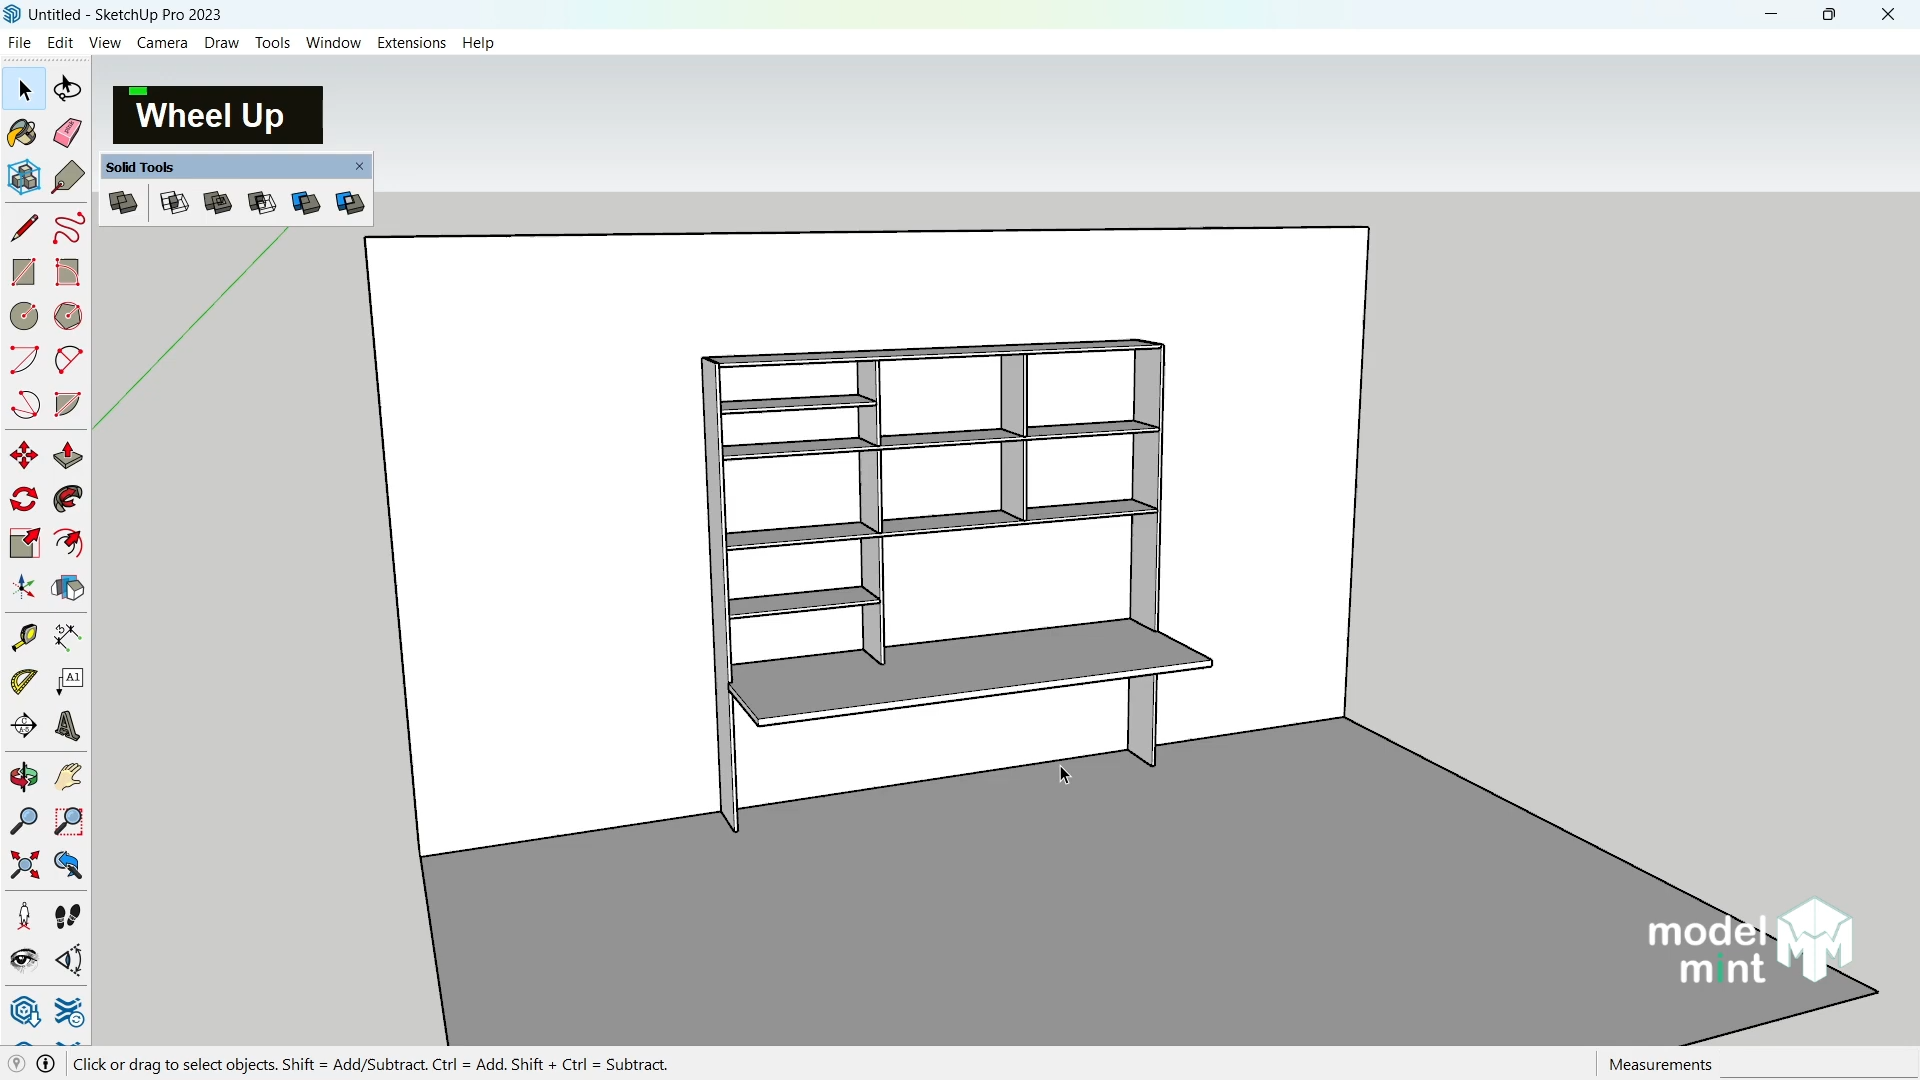 Untitled - SketchUp Pro 2023
File Edit View Camera Draw Tools Window Extensions Help
Wheel Up
Solid Tools
A1
model
mint
Click or drag to select objects. Shift = Add/Subtract. Ctrl = Add. Shift + Ctrl = Subtract.
Measurements